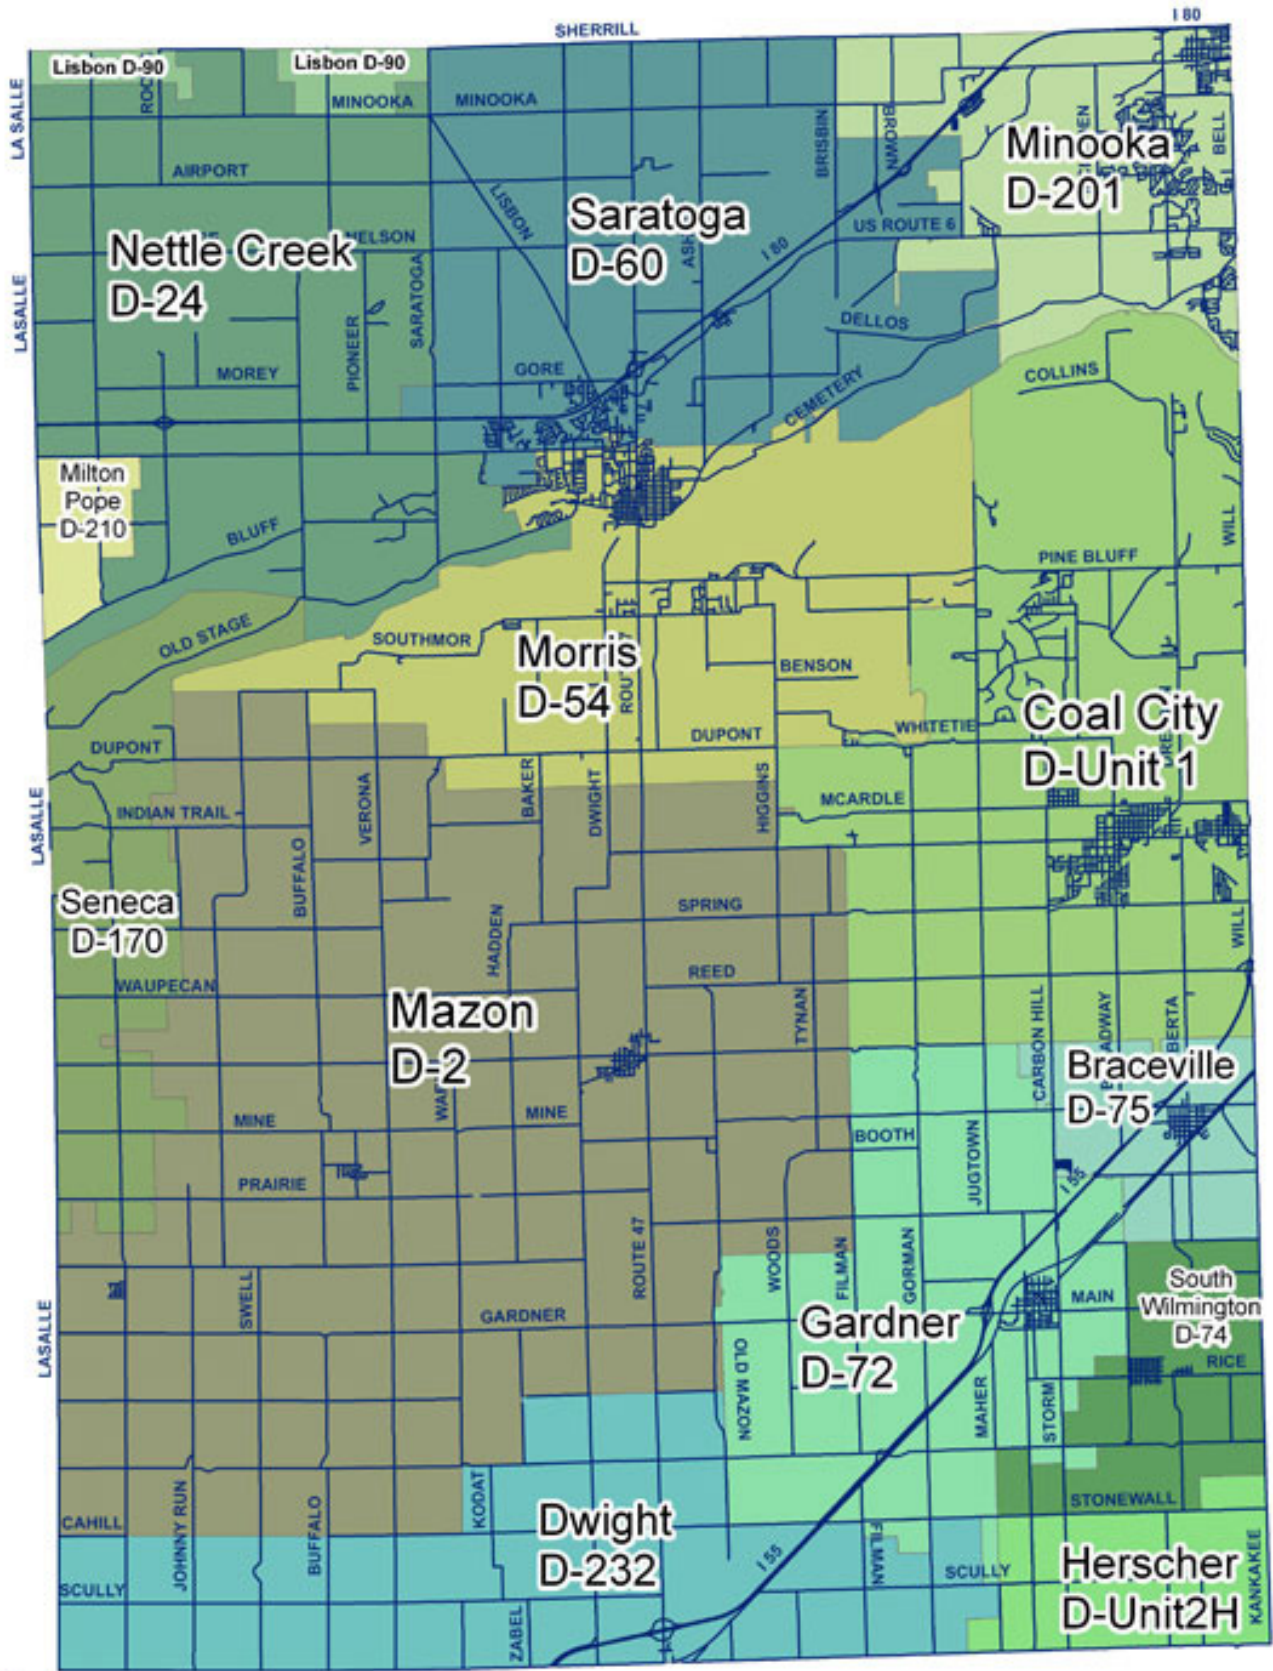 I 80
SHERRILL
Lisbon D-90
Lisbon D-90
LA SALLE
MINOOKA
MINOOKA
BRISBIN
BROWN
BELL
Minooka
D-201
AIRPORT
LISBON
Saratoga
D-60
US ROUTE 6
I 80
Nettle Creek
D-24
NELSON
SARATOGA
LASALLE
PIONEER
DELLOS
MOREY
GORE
COLLINS
CEMETERY
Milton
Pope
D-210
BLUFF
WILL
PINE BLUFF
OLD STAGE
SOUTHMOR
Morris
D-54
BENSON
Coal City
D-Unit 1
WHITETIE
DUPONT
DUPONT
LASALLE
INDIAN TRAIL
VERONA
BAKER
DWIGHT
HIGGINS
MCARDLE
BUFFALO
Seneca
D-170
SPRING
HADDEN
WILL
REED
WAUPECAN
Mazon
D-2
TYNAN
CARBON HILL
Braceville
D-75
MINE
MINE
BOOTH
JUGTOWN
I 55
PRAIRIE
ROUTE 47
WOODS
FILMAN
GORMAN
South
Wilmington
D-74
MAIN
LASALLE
SWELL
GARDNER
Gardner
D-72
RICE
OLD MAZON
MAHER
STORM
STONEWALL
CAHILL
JOHNNY RUN
BUFFALO
KODAT
Dwight
D-232
FILMAN
I 55
SCULLY
SCULLY
Herscher
D-Unit2H
KANKAKEE
ZABEL